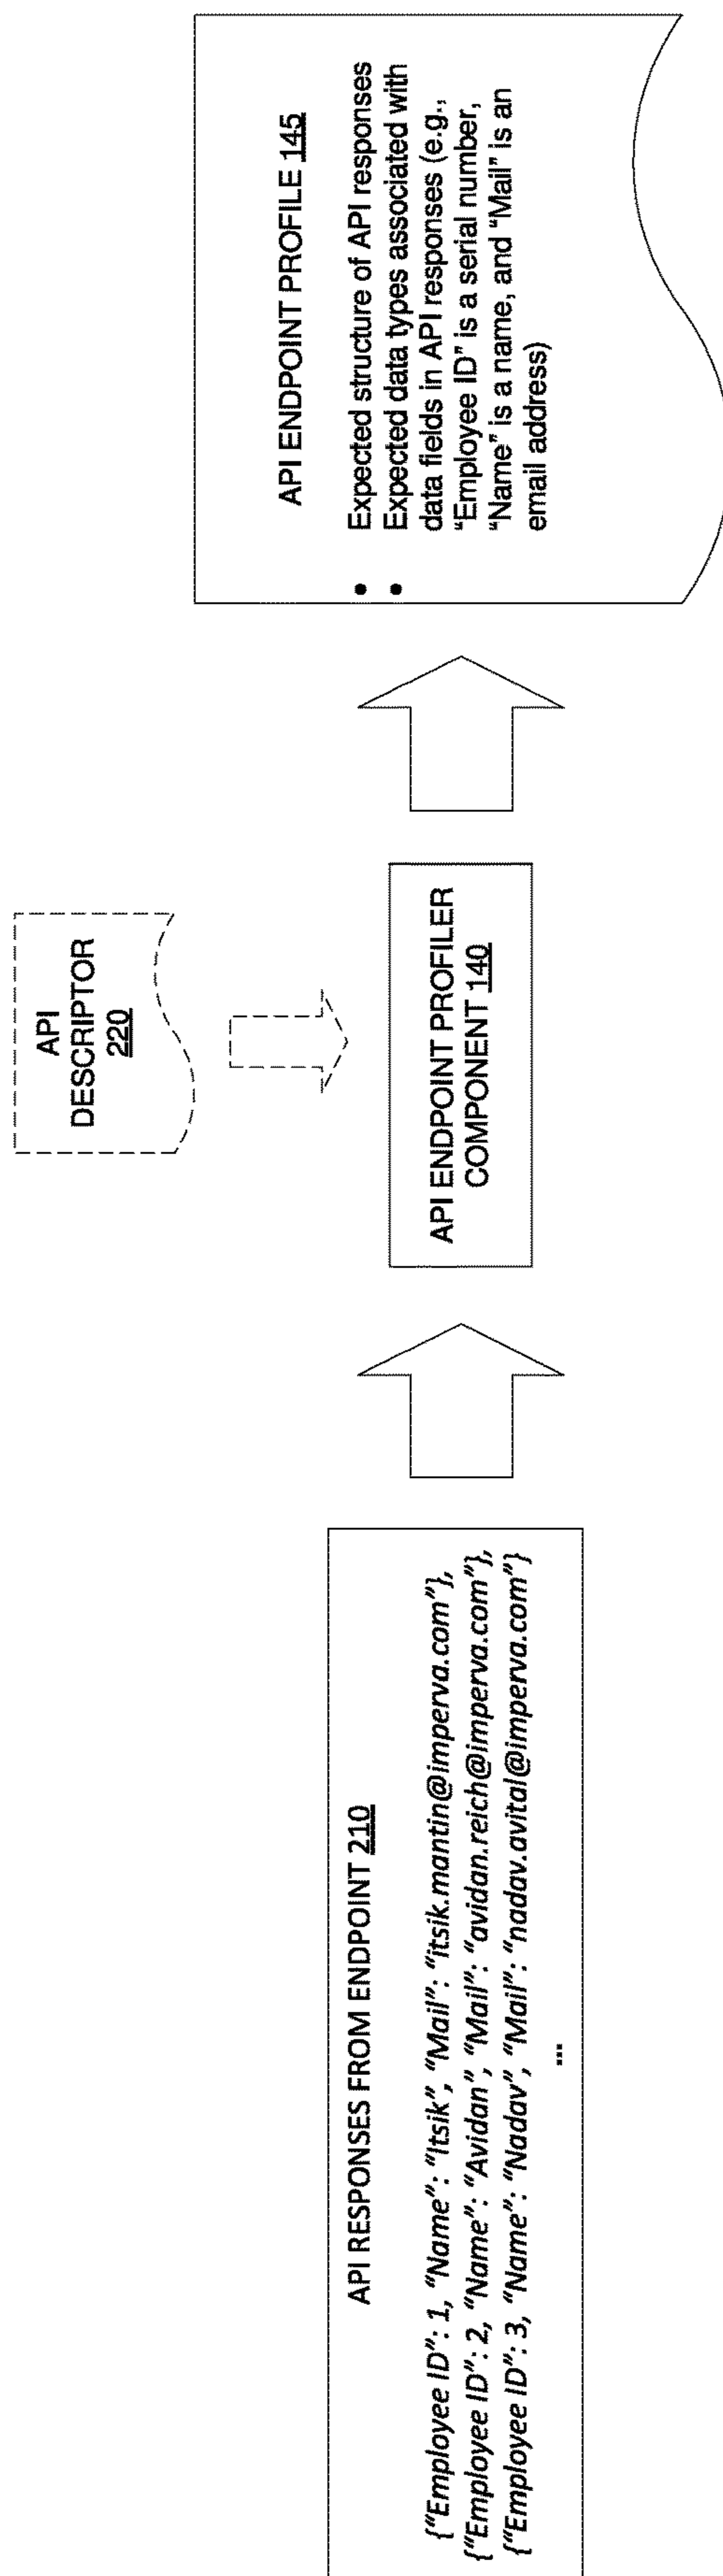 API RESPONSES FROM ENDPOINT 210
{"Employee ID": 1, "Name": "Itsik", "Mail": "itsik.mantin@imperva.com"},
{"Employee ID": 2, "Name": "Avidan", "Mail": "avidan.reich@imperva.com"},
{"Employee ID": 3, "Name": "Nadav", "Mail": "nadav.avital@imperva.com"}
...
API
DESCRIPTOR
220
API ENDPOINT PROFILER
COMPONENT 140
API ENDPOINT PROFILE 145
• Expected structure of API responses
• Expected data types associated with
data fields in API responses (e.g.,
"Employee ID" is a serial number,
"Name" is a name, and "Mail" is an
email address)